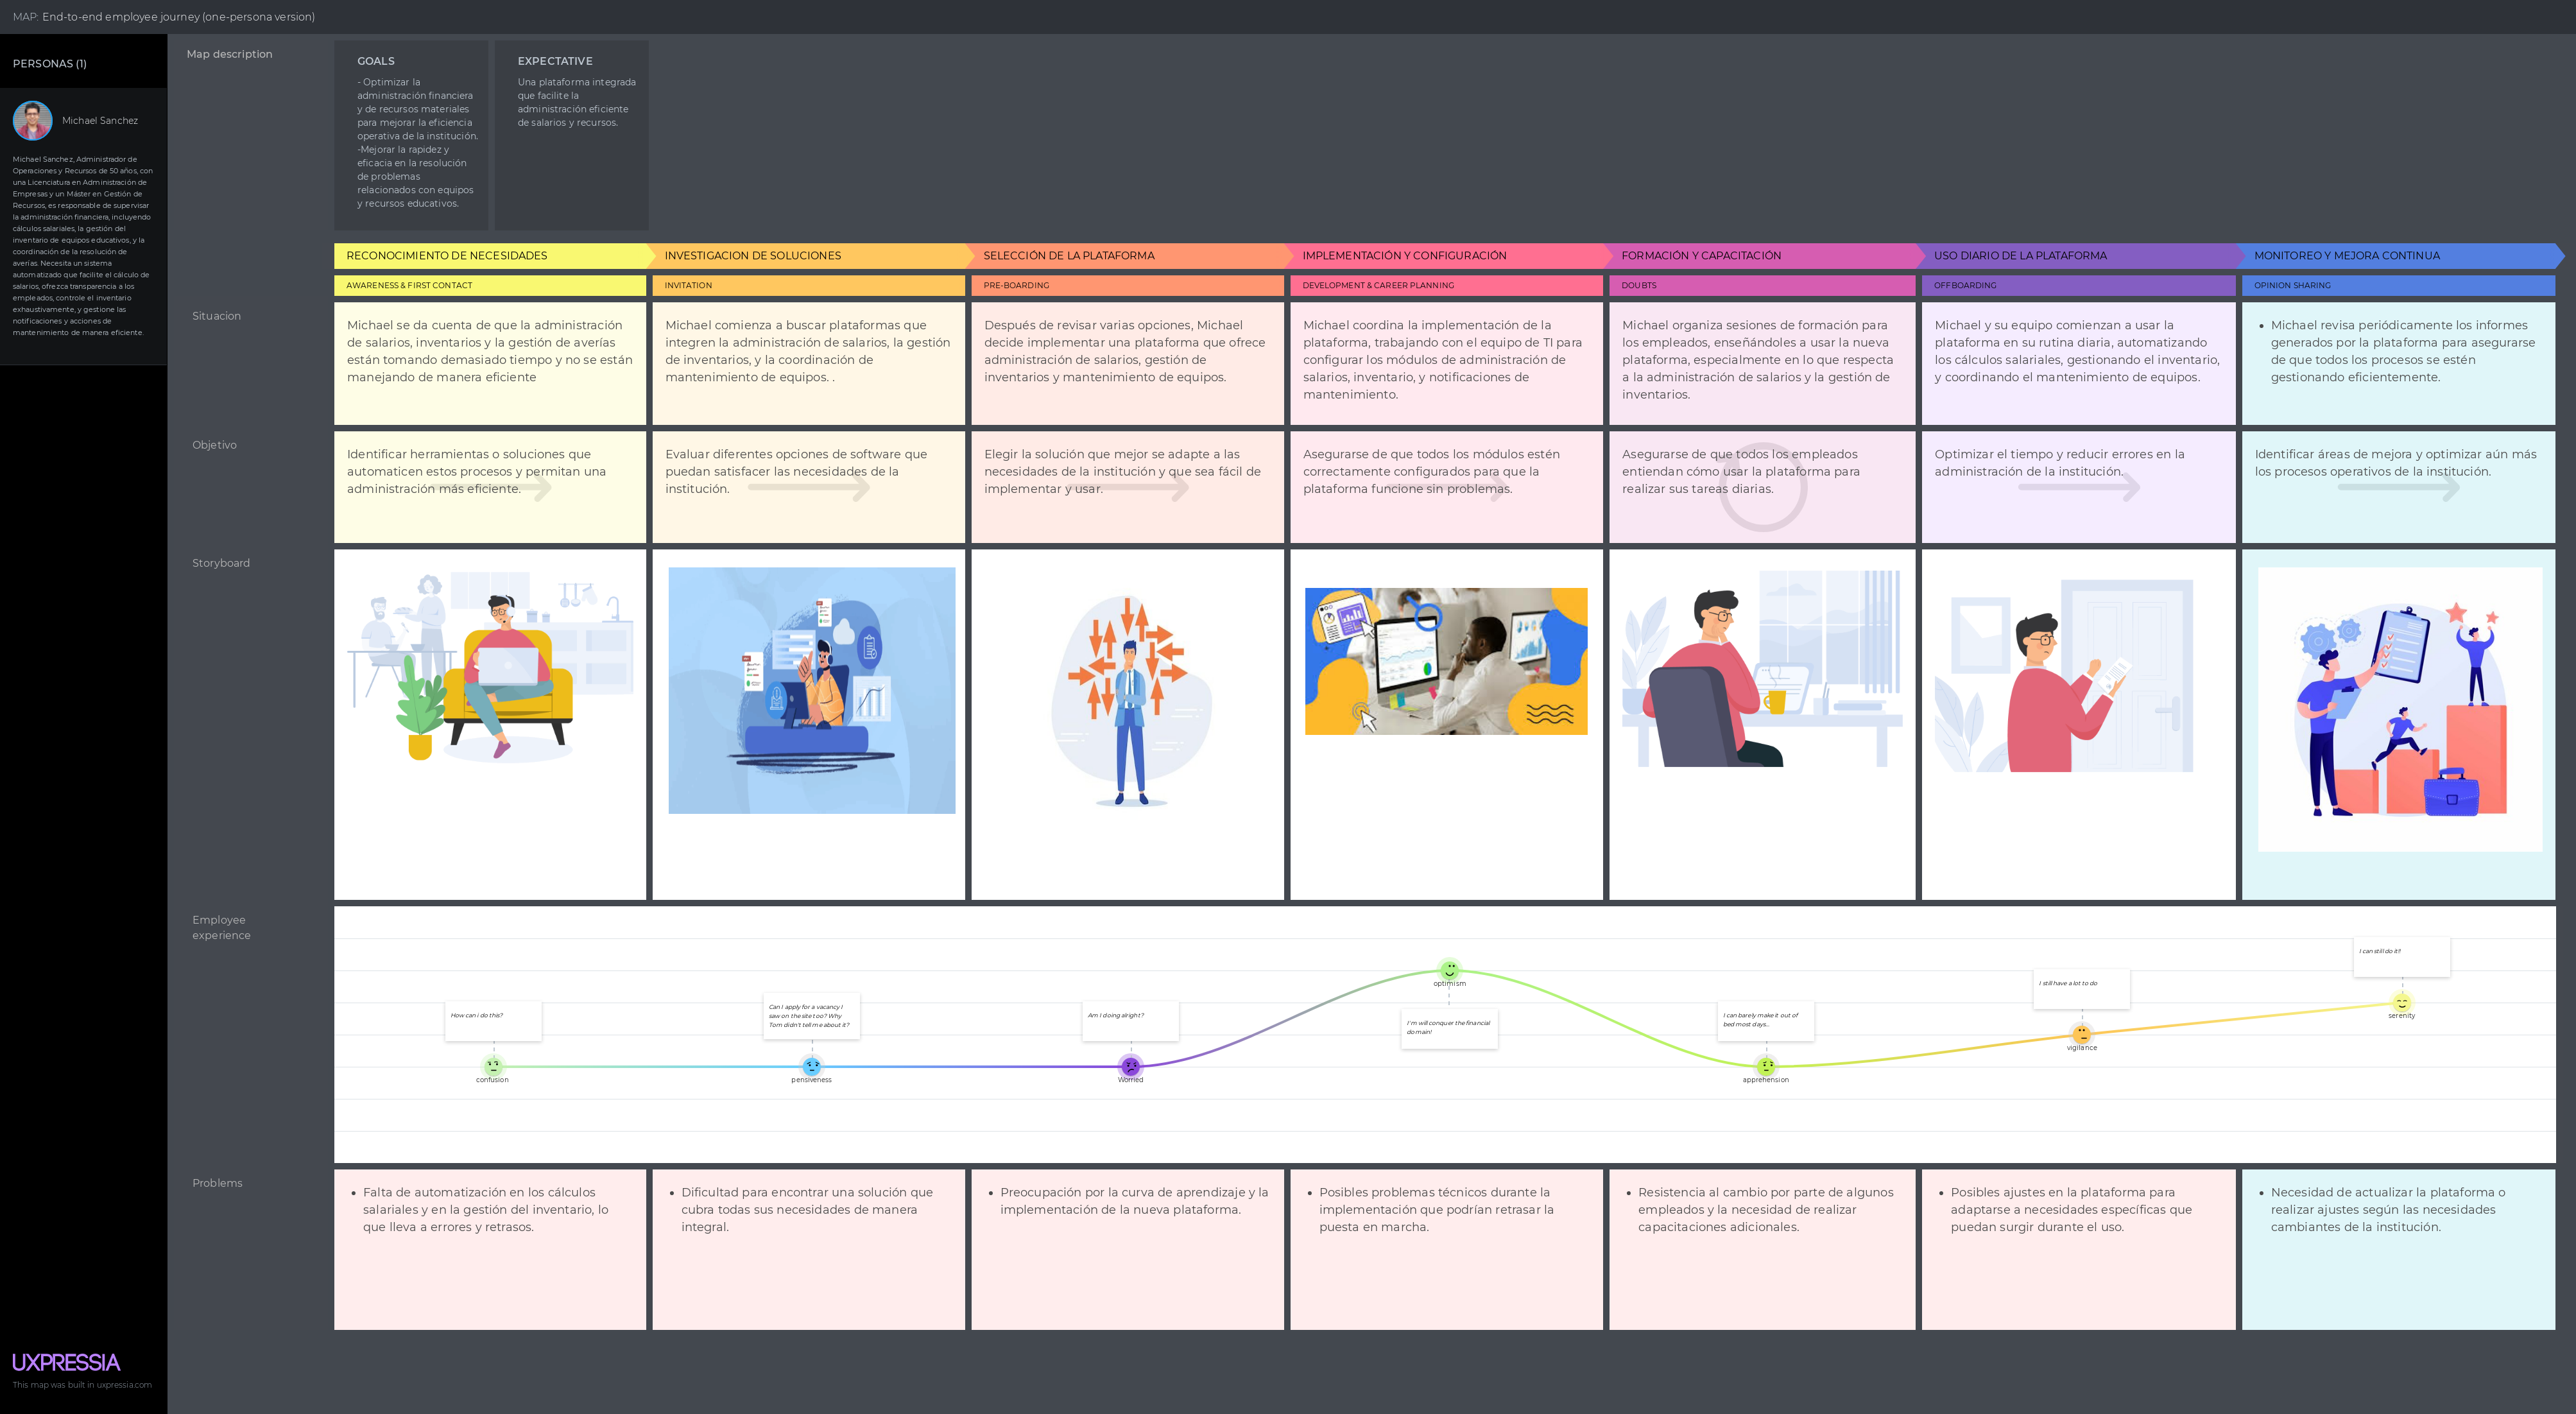 MAP: End-to-end employee journey (one-persona version)
PERSONAS (1)
Michael Sanchez
Michael Sanchez, Administrador de
Operaciones y Recursos de 50 años, con
una Licenciatura en Administración de
Empresas y un Máster en Gestión de
Recursos, es responsable de supervisar
la administración financiera, incluyendo
cálculos salariales, la gestión del
inventario de equipos educativos, y la
coordinación de la resolución de
averías. Necesita un sistema
automatizado que facilite el cálculo de
salarios, ofrezca transparencia a los
empleados, controle el inventario
exhaustivamente, y gestione las
notificaciones y acciones de
mantenimiento de manera eficiente.
Map description
GOALS
- Optimizar la
administración financiera
y de recursos materiales
para mejorar la eficiencia
operativa de la institución.
-Mejorar la rapidez y
eficacia en la resolución
de problemas
relacionados con equipos
y recursos educativos.
EXPECTATIVE
Una plataforma integrada
que facilite la
administración eficiente
de salarios y recursos.
RECONOCIMIENTO DE NECESIDADES
INVESTIGACION DE SOLUCIONES
SELECCIÓN DE LA PLATAFORMA
IMPLEMENTACIÓN Y CONFIGURACIÓN
FORMACIÓN Y CAPACITACIÓN
USO DIARIO DE LA PLATAFORMA
MONITOREO Y MEJORA CONTINUA
AWARENESS & FIRST CONTACT
INVITATION
PRE-BOARDING
DEVELOPMENT & CAREER PLANNING
DOUBTS
OFFBOARDING
OPINION SHARING
Situacion
Michael se da cuenta de que la administración
de salarios, inventarios y la gestión de averías
están tomando demasiado tiempo y no se están
manejando de manera eficiente
Michael comienza a buscar plataformas que
integren la administración de salarios, la gestión
de inventarios, y la coordinación de
mantenimiento de equipos. .
Después de revisar varias opciones, Michael
decide implementar una plataforma que ofrece
administración de salarios, gestión de
inventarios y mantenimiento de equipos.
Michael coordina la implementación de la
plataforma, trabajando con el equipo de TI para
configurar los módulos de administración de
salarios, inventario, y notificaciones de
mantenimiento.
Michael organiza sesiones de formación para
los empleados, enseñándoles a usar la nueva
plataforma, especialmente en lo que respecta
a la administración de salarios y la gestión de
inventarios.
Michael y su equipo comienzan a usar la
plataforma en su rutina diaria, automatizando
los cálculos salariales, gestionando el inventario,
y coordinando el mantenimiento de equipos.
• Michael revisa periódicamente los informes
generados por la plataforma para asegurarse
de que todos los procesos se estén
gestionando eficientemente.
Objetivo
Identificar herramientas o soluciones que
automaticen estos procesos y permitan una
administración más eficiente.
Evaluar diferentes opciones de software que
puedan satisfacer las necesidades de la
institución.
Elegir la solución que mejor se adapte a las
necesidades de la institución y que sea fácil de
implementar y usar.
Asegurarse de que todos los módulos estén
correctamente configurados para que la
plataforma funcione sin problemas.
Asegurarse de que todos los empleados
entiendan cómo usar la plataforma para
realizar sus tareas diarias.
Optimizar el tiempo y reducir errores en la
administración de la institución.
Identificar áreas de mejora y optimizar aún más
los procesos operativos de la institución.
Storyboard
Employee
experience
How can i do this?
confusion
Can I apply for a vacancy I
saw on the site too? Why
Tom didn't tell me about it?
pensiveness
Am I doing alright?
Worried
optimism
I'm will conquer the financial
domain!
I can barely make it out of
bed most days...
apprehension
I still have a lot to do
vigilance
I can still do it!!
serenity
Problems
• Falta de automatización en los cálculos
salariales y en la gestión del inventario, lo
que lleva a errores y retrasos.
• Dificultad para encontrar una solución que
cubra todas sus necesidades de manera
integral.
• Preocupación por la curva de aprendizaje y la
implementación de la nueva plataforma.
• Posibles problemas técnicos durante la
implementación que podrían retrasar la
puesta en marcha.
• Resistencia al cambio por parte de algunos
empleados y la necesidad de realizar
capacitaciones adicionales.
• Posibles ajustes en la plataforma para
adaptarse a necesidades específicas que
puedan surgir durante el uso.
• Necesidad de actualizar la plataforma o
realizar ajustes según las necesidades
cambiantes de la institución.
UXPRESSIA
This map was built in uxpressia.com